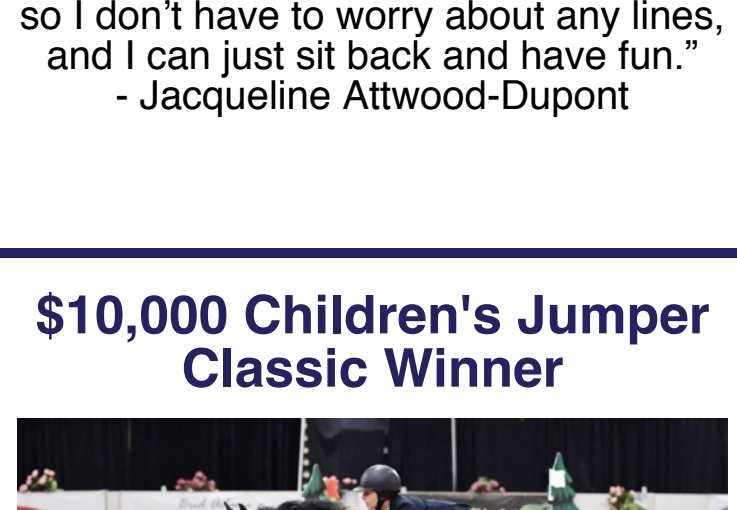 so I don’t have to worry about any lines,
and I can just sit back and have fun.”
- Jacqueline Attwood-Dupont
$10,000 Children's Jumper
Classic Winner